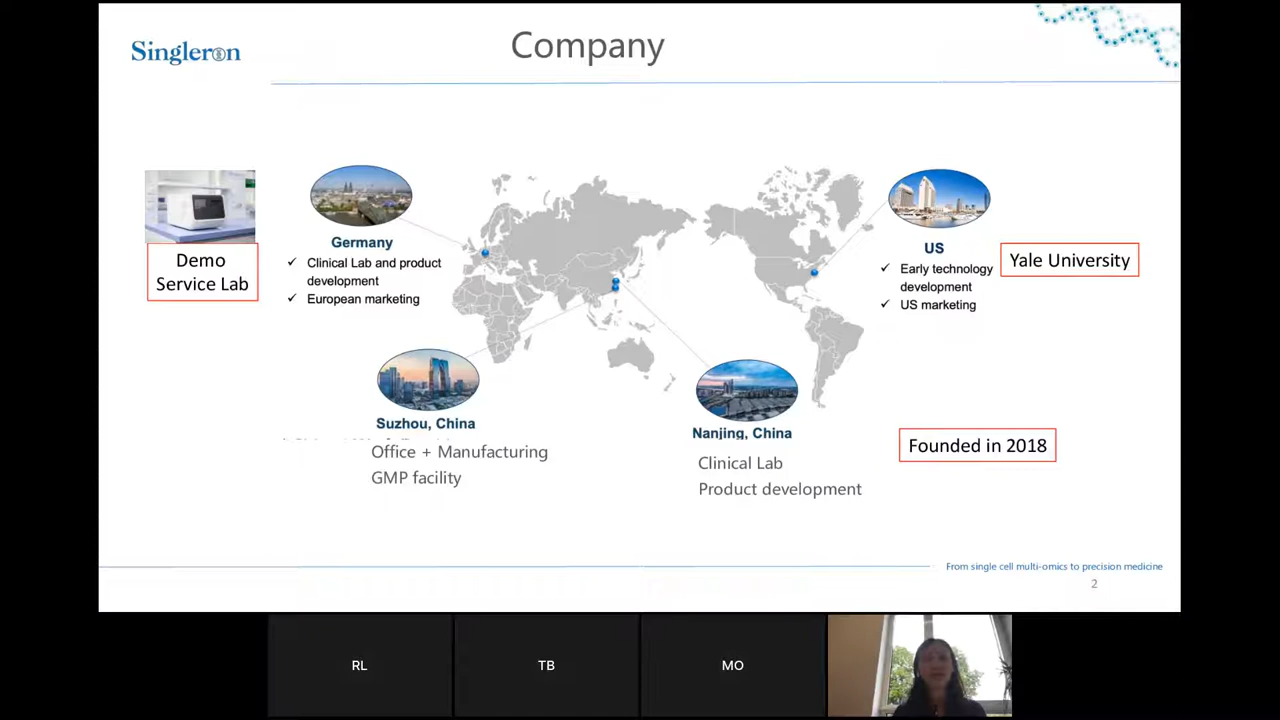 Singleron
Company
Demo
Service Lab
Germany
✓ Clinical Lab and product
development
✓ European marketing
US
✓ Early technology
development
✓ US marketing
Yale University
Suzhou, China
Office + Manufacturing
GMP facility
Nanjing, China
Clinical Lab
Product development
Founded in 2018
From single cell multi-omics to precision medicine
2
RL
TB
MO